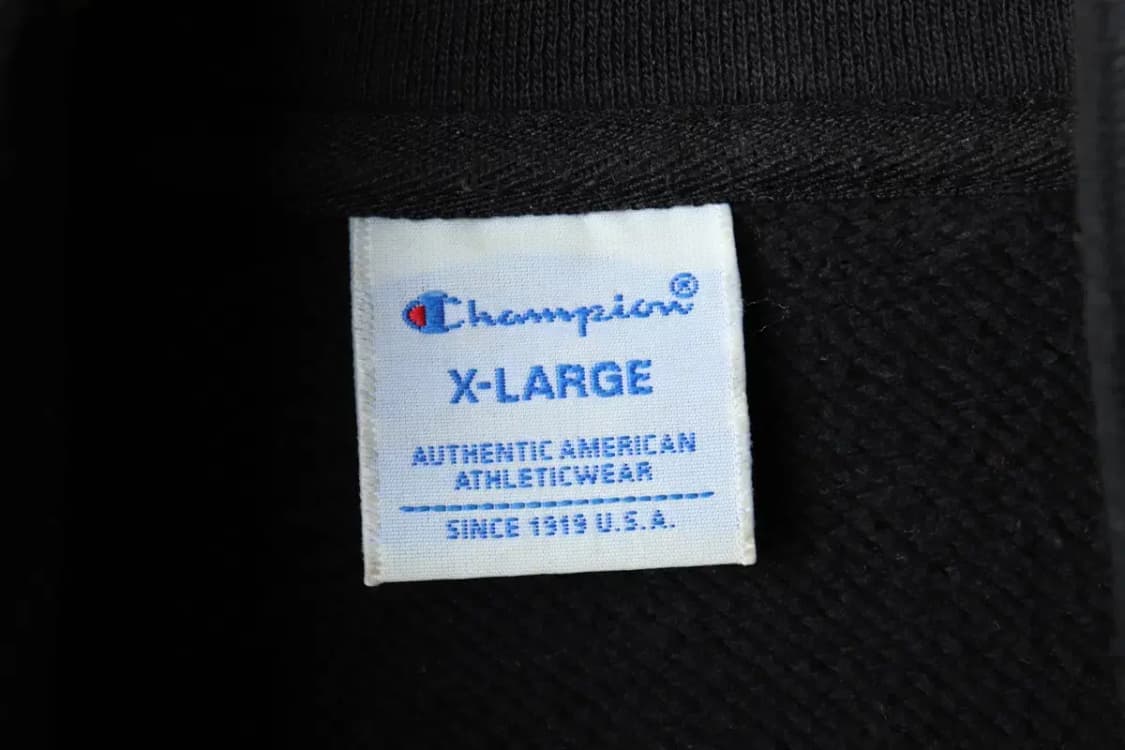 Champion®
X-LARGE
AUTHENTIC AMERICAN
ATHLETICWEAR
SINCE 1919 U.S.A.